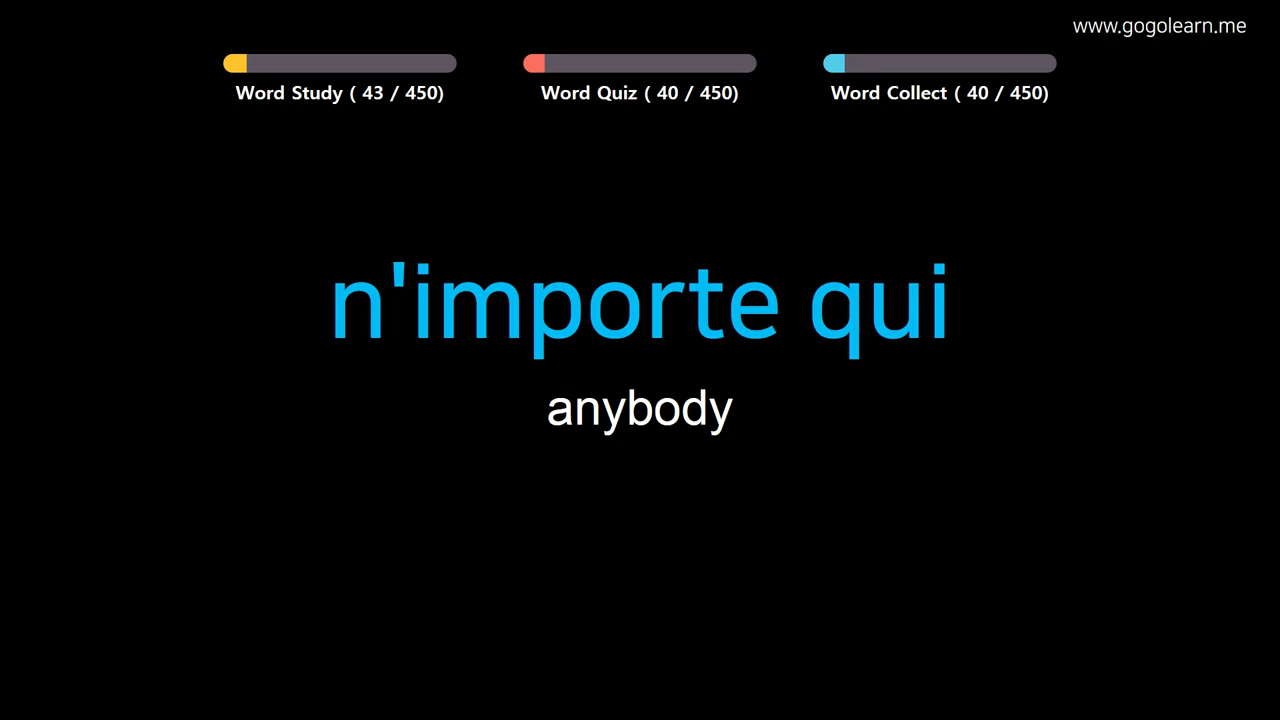 www.gogolearn.me
Word Study ( 43 / 450)
Word Quiz ( 40 / 450)
Word Collect ( 40 / 450)
n'importe qui
anybody